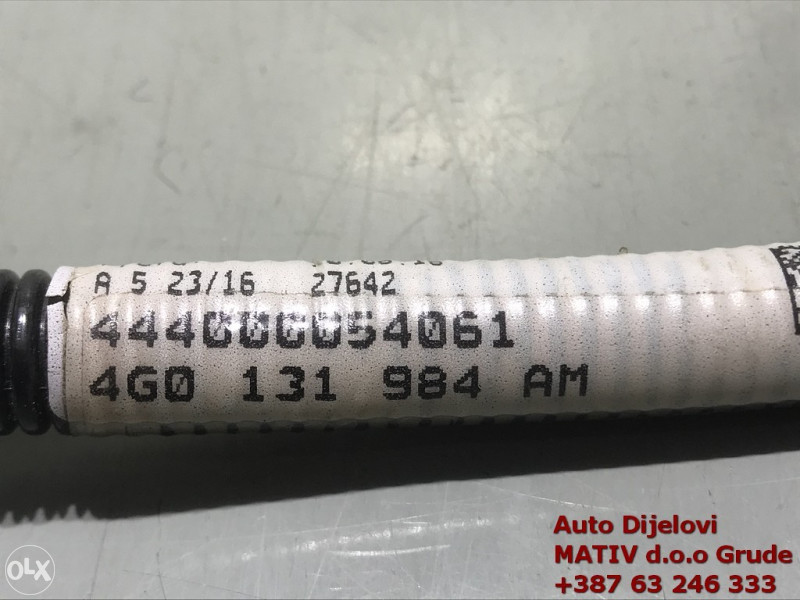 A 5 23/16 27642
444000054061
4G0 131 984 AM
Auto Dijelovi
MATIV d.o.o Grude
+387 63 246 333
OLX